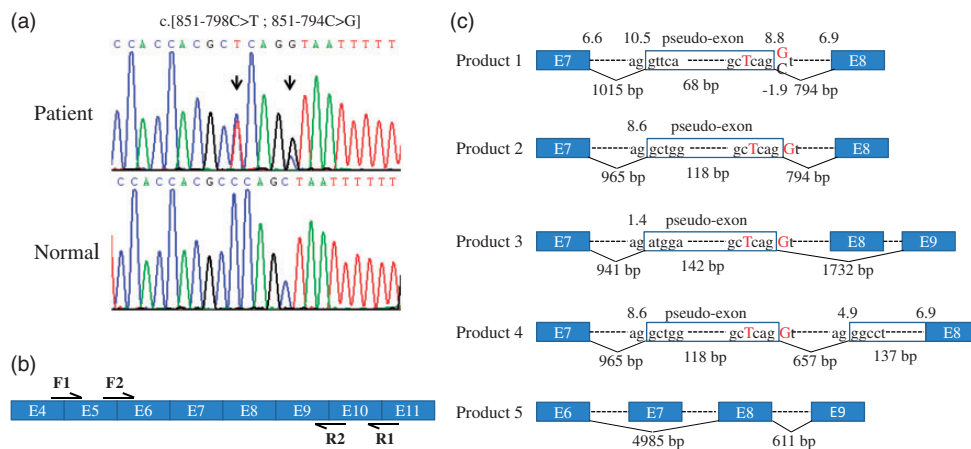 (a)
c.[851-798C>T ; 851-794C>G]
C C A C C A C G C T C A G G T A A T T T T T
Patient
C C A C C A C G C C C A G C T A A T T T T T T
Normal
(b)
F1 F2
E4 E5 E6 E7 E8 E9 E10 E11
R2 R1
(c)
Product 1
6.6 10.5 pseudo-exon 8.8 6.9
E7 ag gttca gcTcag G C t E8
1015 bp 68 bp -1.9 794 bp
Product 2
8.6 pseudo-exon
E7 ag gctgg gcTcag Gt E8
965 bp 118 bp 794 bp
Product 3
1.4 pseudo-exon
E7 ag atgga gcTcag Gt E8 E9
941 bp 142 bp 1732 bp
Product 4
8.6 pseudo-exon 4.9 6.9
E7 ag gctgg gcTcag Gt ag ggcct E8
965 bp 118 bp 657 bp 137 bp
Product 5
E6 E7 E8 E9
4985 bp 611 bp